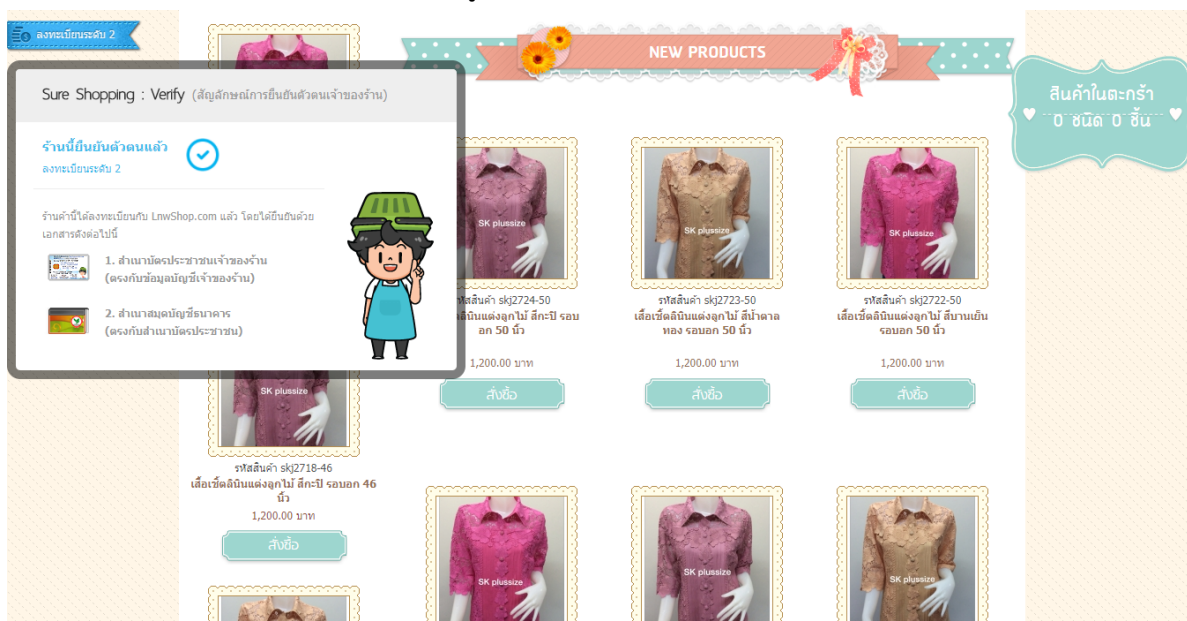 ลงทะเบียนระดับ 2
NEW PRODUCTS
สินค้าในตะกร้า
0 ชนิด 0 ชิ้น
Sure Shopping : Verify (สัญลักษณ์การยืนยันตัวตนเจ้าของร้าน)
ร้านนี้ยืนยันตัวตนแล้ว
ลงทะเบียนระดับ 2
ร้านค้านี้ได้ลงทะเบียนกับ LnwShop.com แล้ว โดยได้ยืนยันด้วย
เอกสารดังต่อไปนี้
1. สำเนาบัตรประชาชนเจ้าของร้าน
(ตรงกับข้อมูลบัญชีเจ้าของร้าน)
2. สำเนาสมุดบัญชีธนาคาร
(ตรงกับสำเนาบัตรประชาชน)
SK plussize
รหัสสินค้า skj2724-50
ลินินแต่งลูกไม้ สีกะปิ รอบ
อก 50 นิ้ว
1,200.00 บาท
สั่งซื้อ
SK plussize
รหัสสินค้า skj2723-50
เสื้อเชิ้ตลินินแต่งลูกไม้ สีน้ำตาล
ทอง รอบอก 50 นิ้ว
1,200.00 บาท
สั่งซื้อ
SK plussize
รหัสสินค้า skj2722-50
เสื้อเชิ้ตลินินแต่งลูกไม้ สีบานเย็น
รอบอก 50 นิ้ว
1,200.00 บาท
สั่งซื้อ
SK plussize
รหัสสินค้า skj2718-46
เสื้อเชิ้ตลินินแต่งลูกไม้ สีกะปิ รอบอก 46
นิ้ว
1,200.00 บาท
สั่งซื้อ
SK plussize
SK plussize
SK plussize